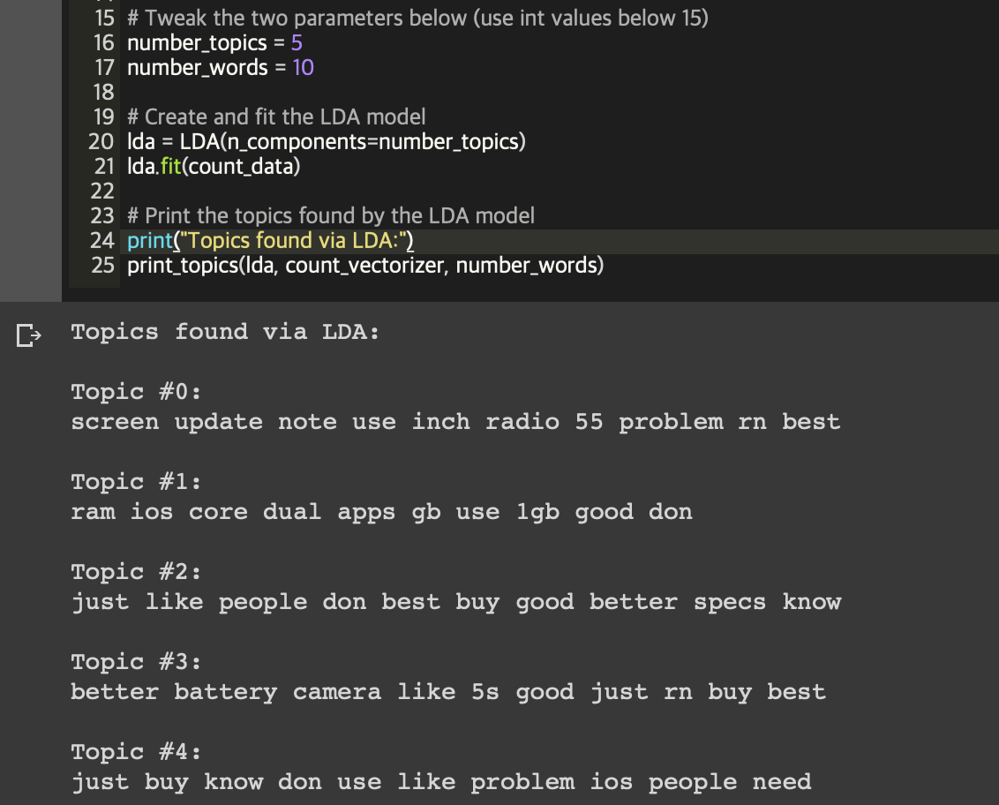 15 # Tweak the two parameters below (use int values below 15)
16 number_topics = 5
17 number_words = 10
18
19 # Create and fit the LDA model
20 lda = LDA(n_components=number_topics)
21 lda.fit(count_data)
22
23 # Print the topics found by the LDA model
24 print("Topics found via LDA:")
25 print_topics(lda, count_vectorizer, number_words)
Topics found via LDA:
Topic #0:
screen update note use inch radio 55 problem rn best
Topic #1:
ram ios core dual apps gb use 1gb good don
Topic #2:
just like people don best buy good better specs know
Topic #3:
better battery camera like 5s good just rn buy best
Topic #4:
just buy know don use like problem ios people need